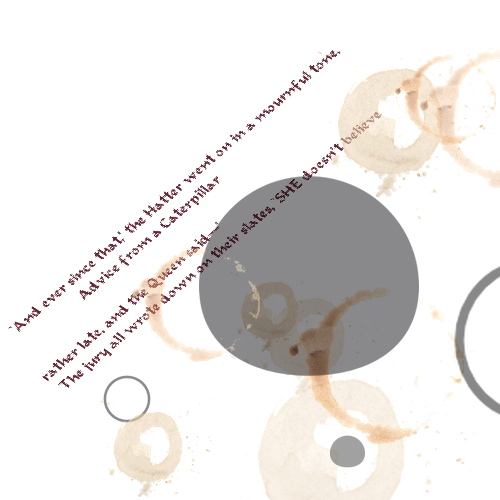 `And ever since that,' the Hatter went on in a mournful tone,
Advice from a Caterpillar
rather late, and the Queen said—'
The jury all wrote down on their slates, `SHE doesn't believe